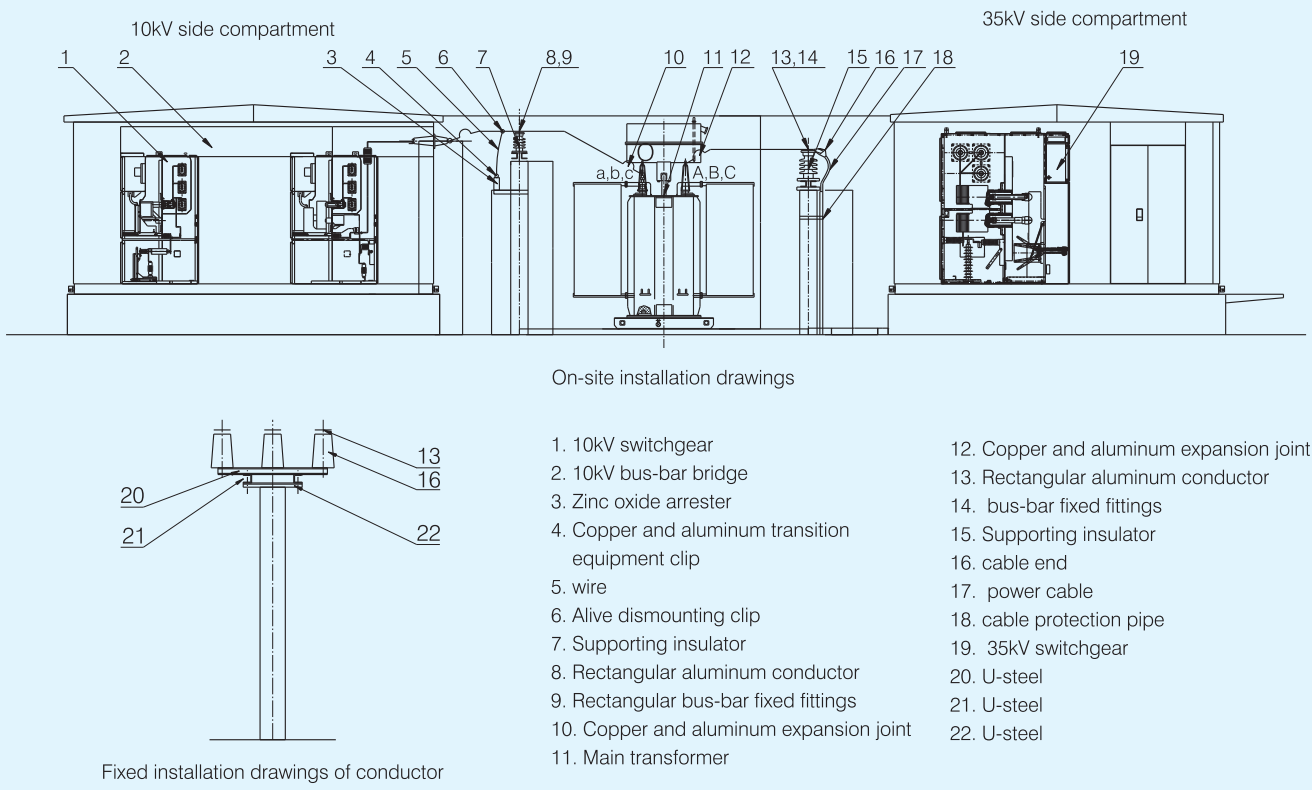 10kV side compartment
35kV side compartment
1 2 3 4 5 6 7 8,9 10 11 12 13,14 15 16 17 18 19
a,b,c A,B,C
On-site installation drawings
13
16
20
21
22
Fixed installation drawings of conductor
1. 10kV switchgear
2. 10kV bus-bar bridge
3. Zinc oxide arrester
4. Copper and aluminum transition
equipment clip
5. wire
6. Alive dismounting clip
7. Supporting insulator
8. Rectangular aluminum conductor
9. Rectangular bus-bar fixed fittings
10. Copper and aluminum expansion joint
11. Main transformer
12. Copper and aluminum expansion joint
13. Rectangular aluminum conductor
14. bus-bar fixed fittings
15. Supporting insulator
16. cable end
17. power cable
18. cable protection pipe
19. 35kV switchgear
20. U-steel
21. U-steel
22. U-steel